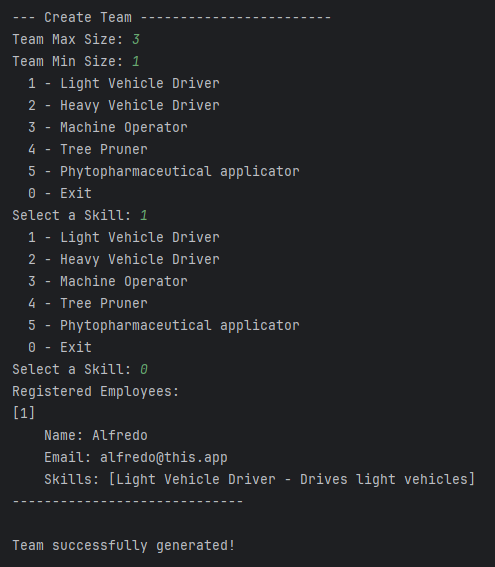 --- Create Team ------------------------
Team Max Size: 3
Team Min Size: 1
  1 - Light Vehicle Driver
  2 - Heavy Vehicle Driver
  3 - Machine Operator
  4 - Tree Pruner
  5 - Phytopharmaceutical applicator
  0 - Exit
Select a Skill: 1
  1 - Light Vehicle Driver
  2 - Heavy Vehicle Driver
  3 - Machine Operator
  4 - Tree Pruner
  5 - Phytopharmaceutical applicator
  0 - Exit
Select a Skill: 0
Registered Employees:
[1]
    Name: Alfredo
    Email: alfredo@this.app
    Skills: [Light Vehicle Driver - Drives light vehicles]
-----------------------------
Team successfully generated!